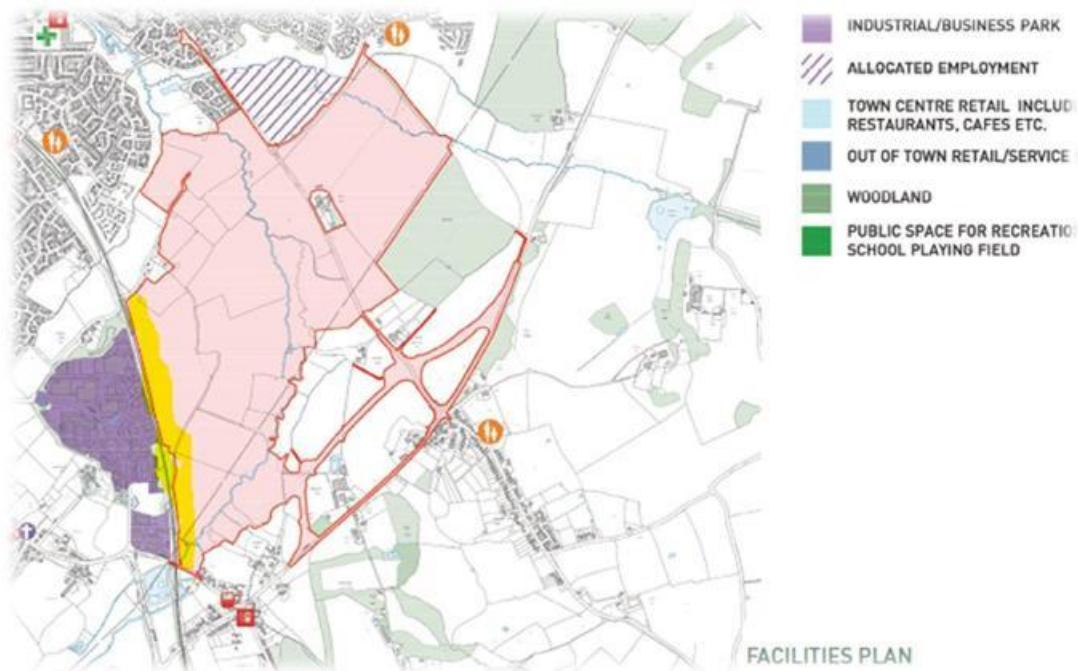 INDUSTRIAL/BUSINESS PARK
ALLOCATED EMPLOYMENT
TOWN CENTRE RETAIL INCLUD
RESTAURANTS, CAFES ETC.
OUT OF TOWN RETAIL/SERVICE
WOODLAND
PUBLIC SPACE FOR RECREATIO
SCHOOL PLAYING FIELD
FACILITIES PLAN